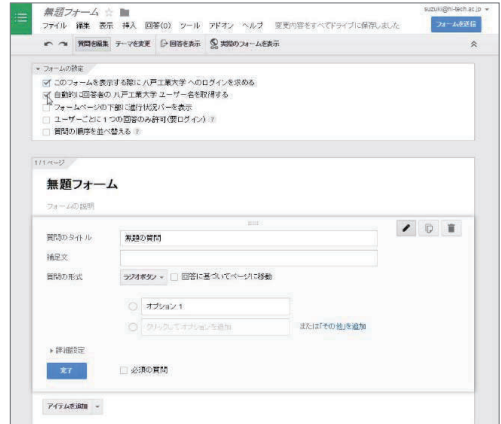 無題フォーム
suzuki@hi-tech.ac.jp
ファイル 編集 表示 挿入 回答(0) ツール アドオン ヘルプ 変更内容をすべてドライブに保存しました
フォームを送信
質問を編集 テーマを変更 回答を表示 実際のフォームを表示
フォームの設定
このフォームを表示する際に 八戸工業大学 へのログインを求める
自動的に回答者の 八戸工業大学 ユーザー名を取得する
フォームページの下部に進行状況バーを表示
ユーザーごとに 1 つの回答のみ許可(要ログイン) ?
質問の順序を並べ替える ?
1/1 ページ
無題フォーム
フォームの説明
質問のタイトル 無題の質問
補足文
質問の形式 ラジオボタン 回答に基づいてページに移動
オプション 1
クリックしてオプションを追加 または「その他」を追加
詳細設定
完了 必須の質問
アイテムを追加